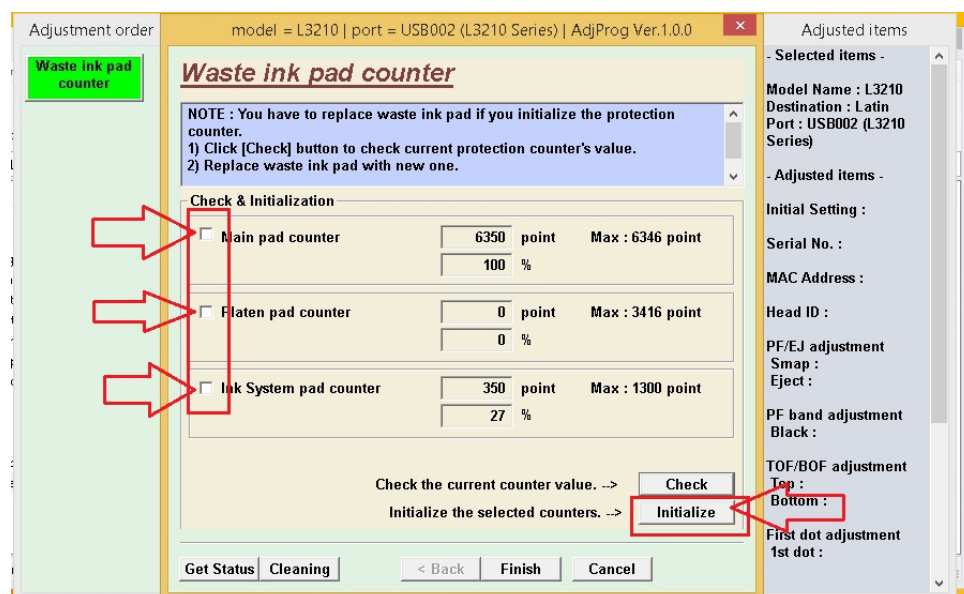 Adjustment order
model = L3210 | port = USB002 (L3210 Series) | AdjProg Ver.1.0.0
Adjusted items
Waste ink pad
counter
Waste ink pad counter
NOTE : You have to replace waste ink pad if you initialize the protection
counter.
1) Click [Check] button to check current protection counter's value.
2) Replace waste ink pad with new one.
Check & Initialization
Main pad counter 6350 point Max : 6346 point
100 %
Platen pad counter 0 point Max : 3416 point
0 %
Ink System pad counter 350 point Max : 1300 point
27 %
Check the current counter value. --> Check
Initialize the selected counters. --> Initialize
Get Status Cleaning < Back Finish Cancel
- Selected items -
Model Name : L3210
Destination : Latin
Port : USB002 (L3210
Series)
- Adjusted items -
Initial Setting :
Serial No. :
MAC Address :
Head ID :
PF/EJ adjustment
Smap :
Eject :
PF band adjustment
Black :
TOF/BOF adjustment
Top :
Bottom :
First dot adjustment
1st dot :